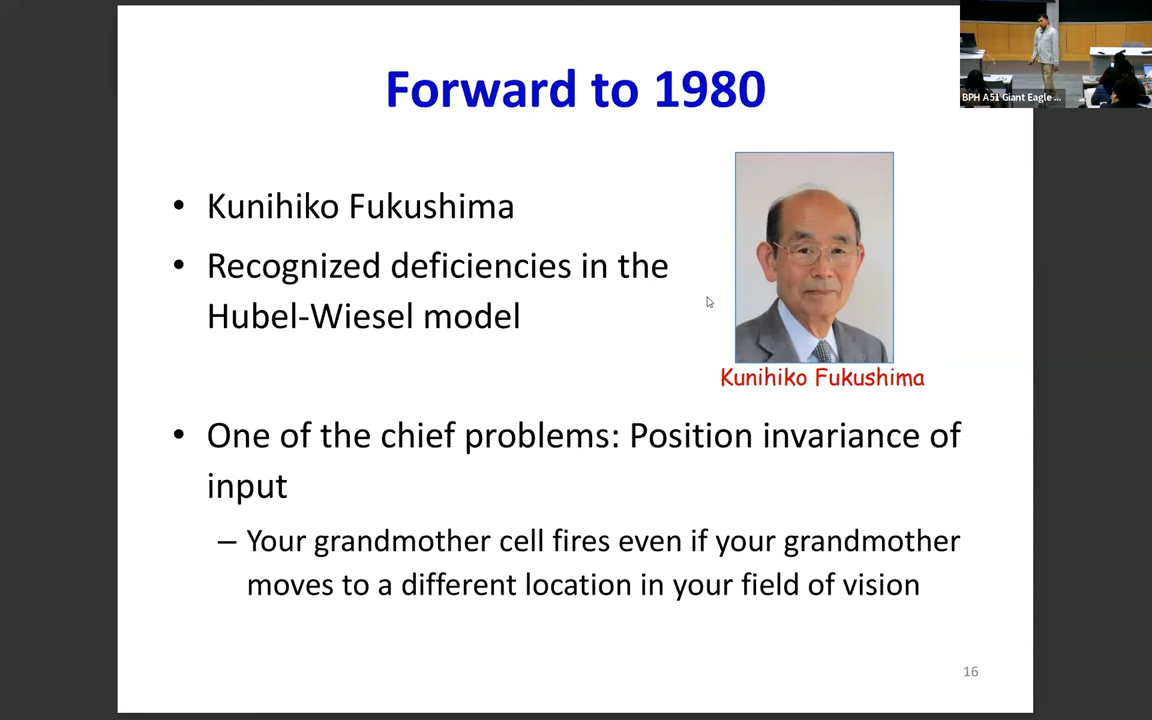 Forward to 1980
BPH A51 Giant Eagle ...
• Kunihiko Fukushima
• Recognized deficiencies in the
Hubel-Wiesel model
Kunihiko Fukushima
• One of the chief problems: Position invariance of
input
– Your grandmother cell fires even if your grandmother
moves to a different location in your field of vision
16